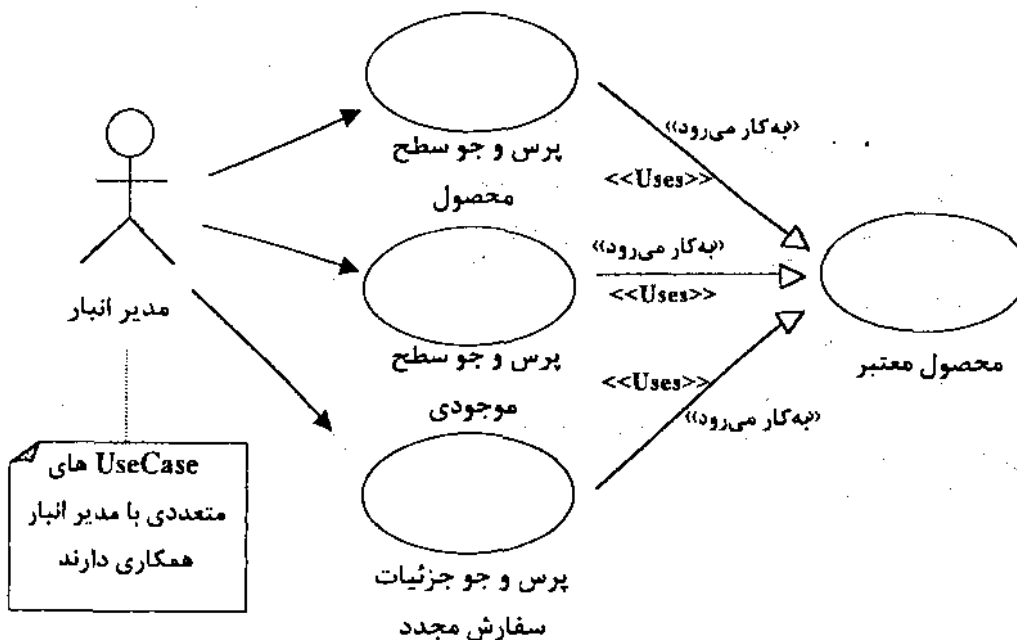 پرس و جو سطح
محصول
«به‌کار می‌رود»
<<Uses>>
مدیر انبار
پرس و جو سطح
موجودی
«به‌کار می‌رود»
<<Uses>>
محصول معتبر
<<Uses>>
«به‌کار می‌رود»
UseCase های
متعددی با مدیر انبار
همکاری دارند
پرس و جو جزئیات
سفارش مجدد